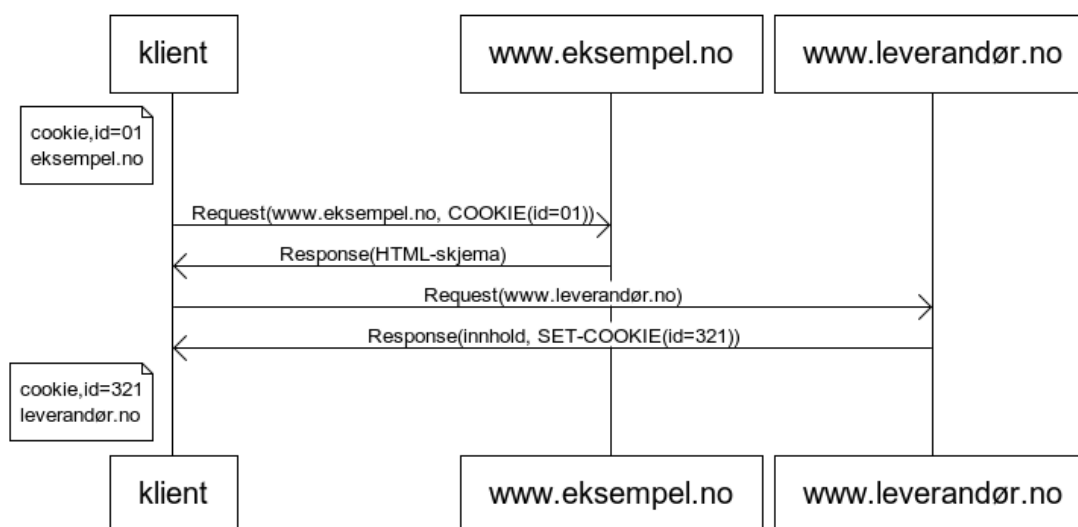 klient
www.eksempel.no
www.leverandør.no
cookie,id=01
eksempel.no
Request(www.eksempel.no, COOKIE(id=01))
Response(HTML-skjema)
Request(www.leverandør.no)
Response(innhold, SET-COOKIE(id=321))
cookie,id=321
leverandør.no
klient
www.eksempel.no
www.leverandør.no